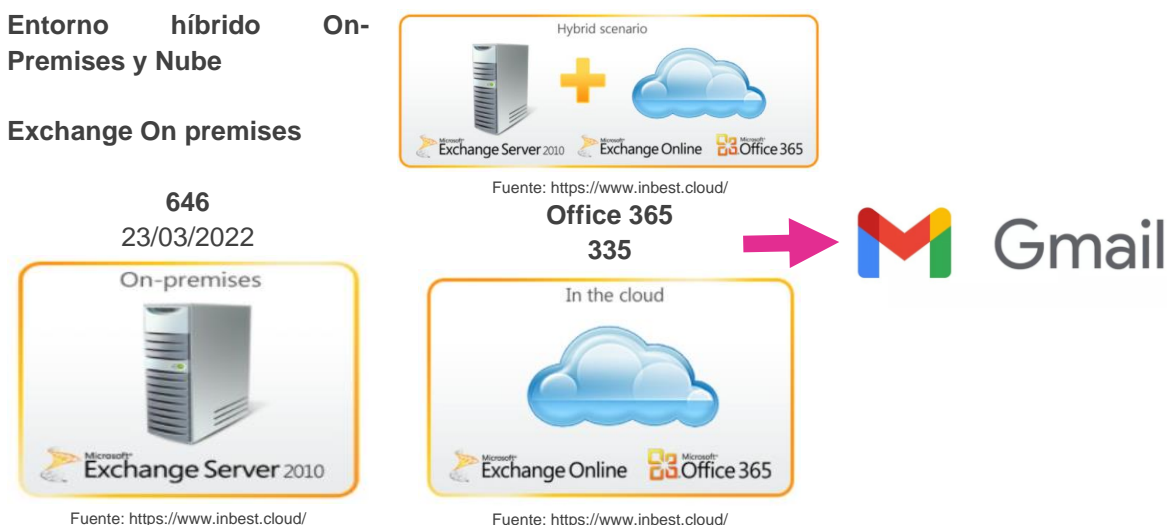 Entorno híbrido On-
Premises y Nube
Exchange On premises
Hybrid scenario
Microsoft®
Exchange Server 2010
Microsoft®
Exchange Online
Microsoft®
Office 365
Fuente: https://www.inbest.cloud/
646
23/03/2022
On-premises
Microsoft®
Exchange Server 2010
Fuente: https://www.inbest.cloud/
Office 365
335
In the cloud
Microsoft®
Exchange Online
Microsoft®
Office 365
Fuente: https://www.inbest.cloud/
Gmail